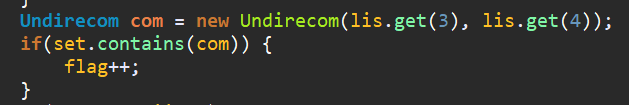 Undirecom com = new Undirecom(lis.get(3), lis.get(4));
if(set.contains(com)) {
flag++;
}